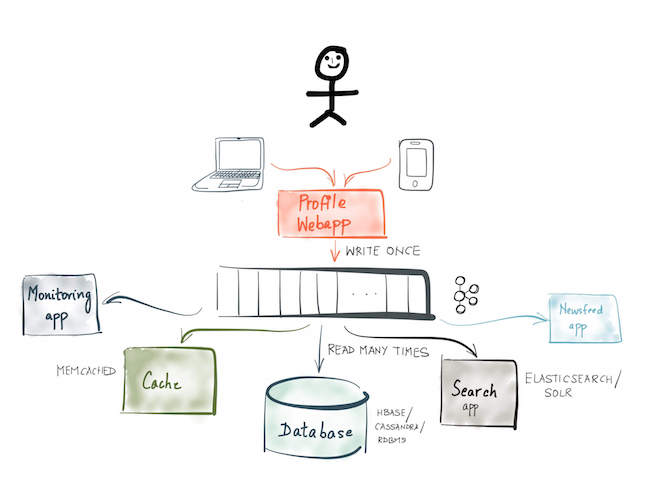 Profile
Webapp
WRITE ONCE
Monitoring
app
Newsfeed
app
MEMCACHED
Cache
READ MANY TIMES
Database
HBASE/
CASSANDRA/
RDBMS
Search
app
ELASTICSEARCH/
SOLR